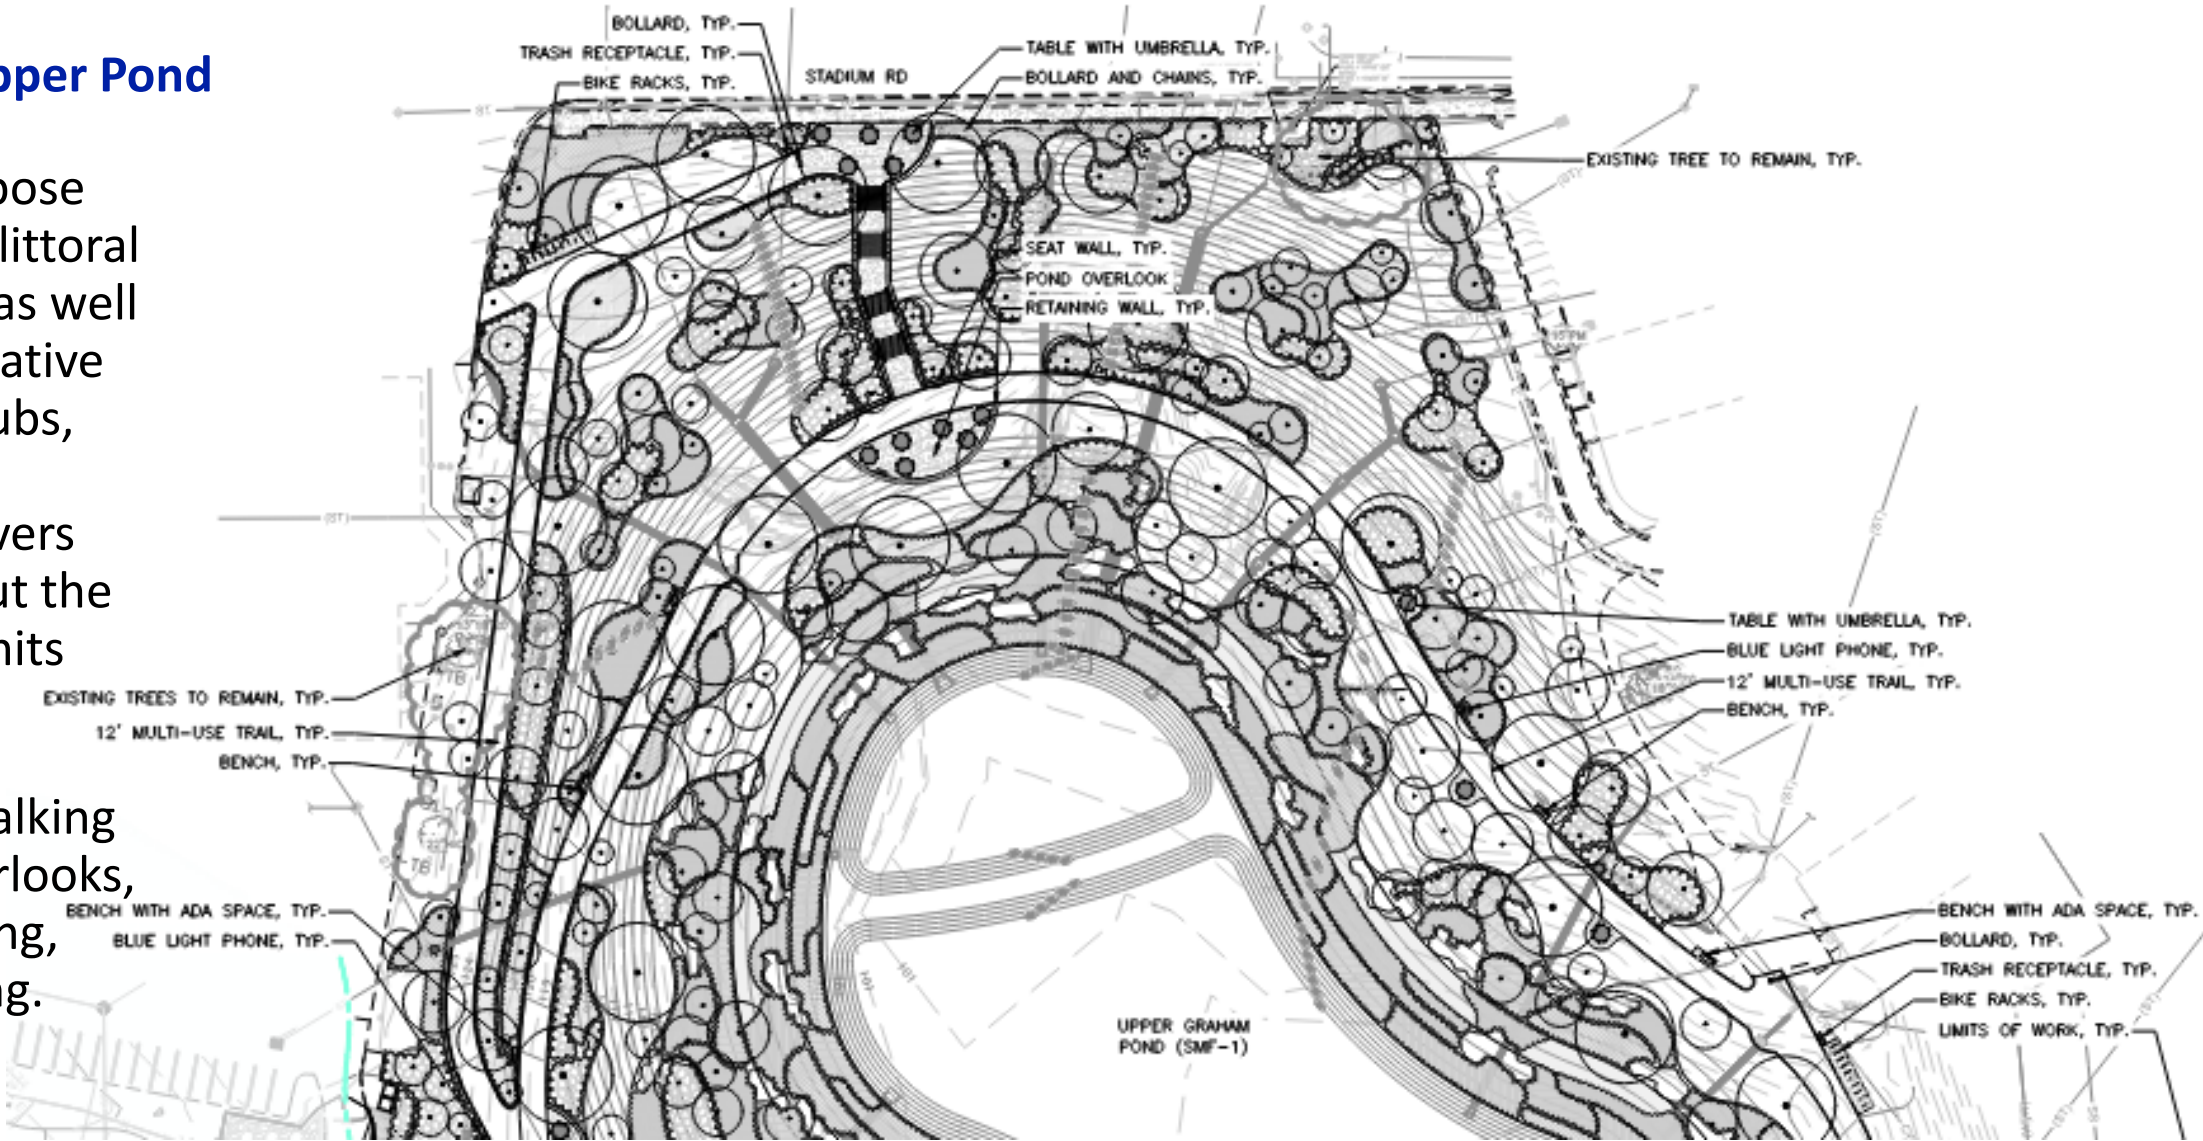 pper Pond
pose
littoral
as well
ative
ubs,
vers
ut the
nits
alking
rlooks,
ng,
ng.
BOLLARD, TYP.
TRASH RECEPTACLE, TYP.
BIKE RACKS, TYP.
STADIUM RD
TABLE WITH UMBRELLA, TYP.
BOLLARD AND CHAINS, TYP.
EXISTING TREE TO REMAIN, TYP.
SEAT WALL, TYP.
POND OVERLOOK
RETAINING WALL, TYP.
EXISTING TREES TO REMAIN, TYP.
12' MULTI-USE TRAIL, TYP.
BENCH, TYP.
BENCH WITH ADA SPACE, TYP.
BLUE LIGHT PHONE, TYP.
TABLE WITH UMBRELLA, TYP.
BLUE LIGHT PHONE, TYP.
12' MULTI-USE TRAIL, TYP.
BENCH, TYP.
BENCH WITH ADA SPACE, TYP.
BOLLARD, TYP.
TRASH RECEPTACLE, TYP.
BIKE RACKS, TYP.
LIMITS OF WORK, TYP.
UPPER GRAHAM
POND (SMF-1)